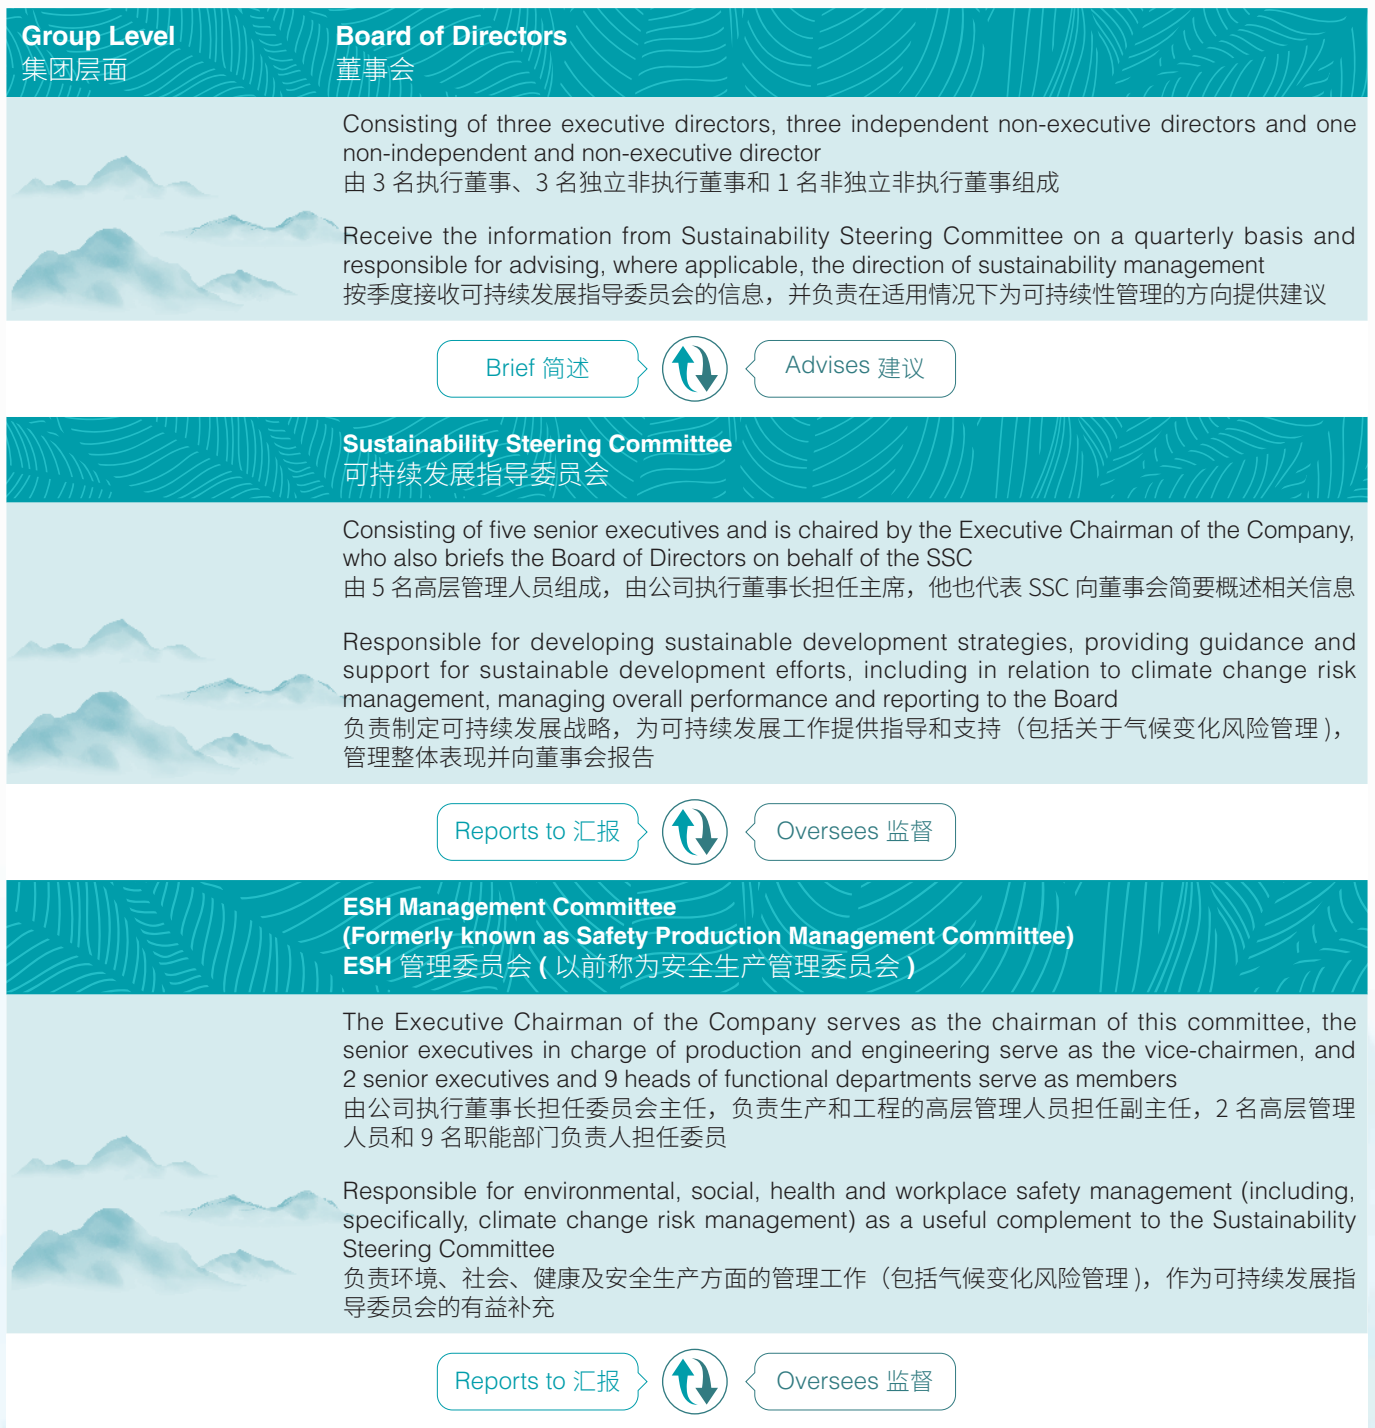 Group Level
集团层面
Board of Directors
董事会
Consisting of three executive directors, three independent non-executive directors and one
non-independent and non-executive director
由 3 名执行董事、3 名独立非执行董事和 1 名非独立非执行董事组成
Receive the information from Sustainability Steering Committee on a quarterly basis and
responsible for advising, where applicable, the direction of sustainability management
按季度接收可持续发展指导委员会的信息，并负责在适用情况下为可持续性管理的方向提供建议
Brief 简述
Advises 建议
Sustainability Steering Committee
可持续发展指导委员会
Consisting of five senior executives and is chaired by the Executive Chairman of the Company,
who also briefs the Board of Directors on behalf of the SSC
由 5 名高层管理人员组成，由公司执行董事长担任主席，他也代表 SSC 向董事会简要概述相关信息
Responsible for developing sustainable development strategies, providing guidance and
support for sustainable development efforts, including in relation to climate change risk
management, managing overall performance and reporting to the Board
负责制定可持续发展战略，为可持续发展工作提供指导和支持（包括关于气候变化风险管理 )，
管理整体表现并向董事会报告
Reports to 汇报
Oversees 监督
ESH Management Committee
(Formerly known as Safety Production Management Committee)
ESH 管理委员会 ( 以前称为安全生产管理委员会 )
The Executive Chairman of the Company serves as the chairman of this committee, the
senior executives in charge of production and engineering serve as the vice-chairmen, and
2 senior executives and 9 heads of functional departments serve as members
由公司执行董事长担任委员会主任，负责生产和工程的高层管理人员担任副主任，2 名高层管理
人员和 9 名职能部门负责人担任委员
Responsible for environmental, social, health and workplace safety management (including,
specifically, climate change risk management) as a useful complement to the Sustainability
Steering Committee
负责环境、社会、健康及安全生产方面的管理工作（包括气候变化风险管理 )，作为可持续发展指
导委员会的有益补充
Reports to 汇报
Oversees 监督